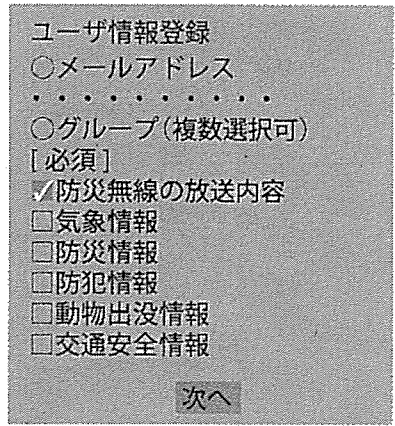 ユーザ情報登録
○メールアドレス
・・・・・・・・・・
○グループ(複数選択可)
[必須]
✓防災無線の放送内容
□気象情報
□防災情報
□防犯情報
□動物出没情報
□交通安全情報
次へ